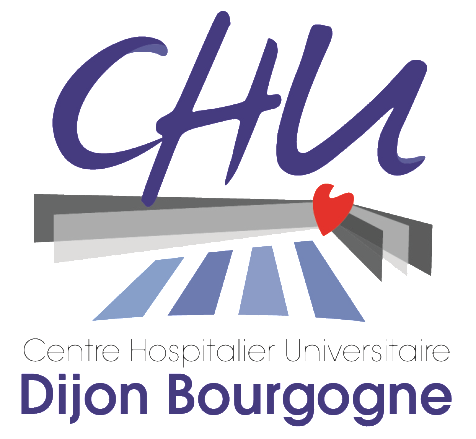 CHU
Centre Hospitalier Universitaire
Dijon Bourgogne